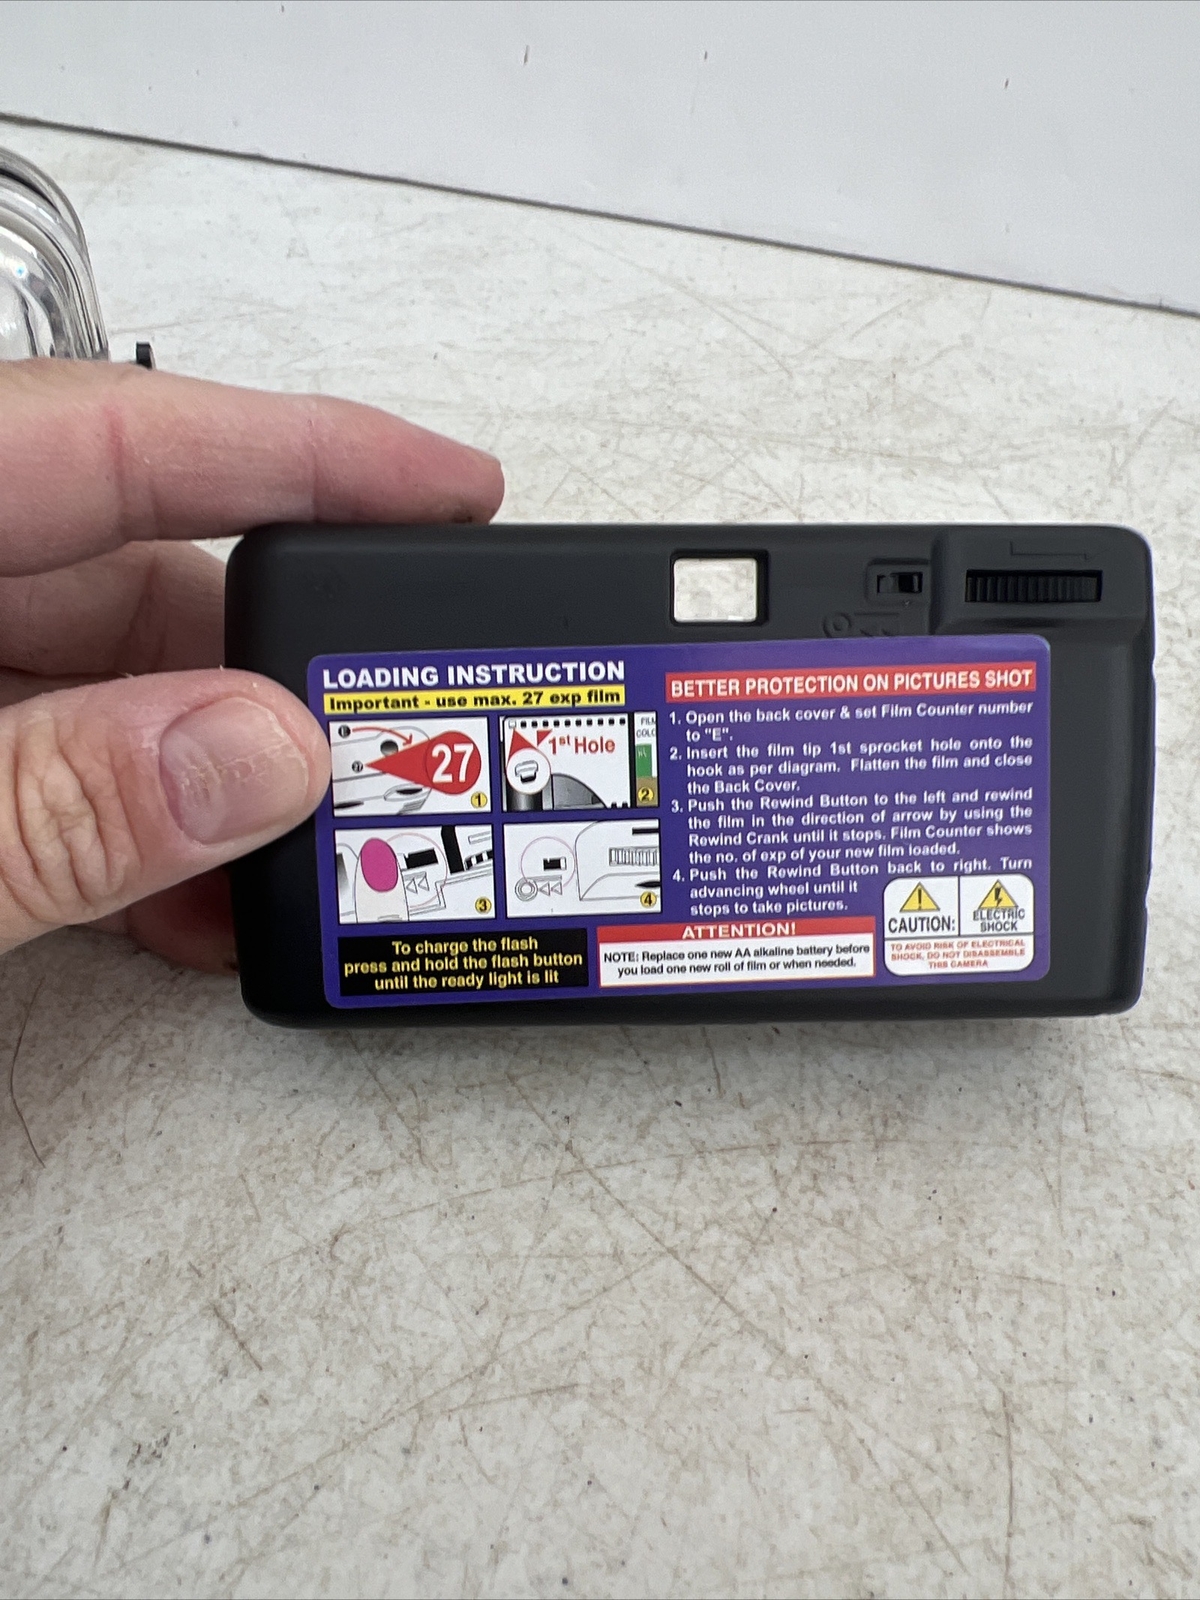 LOADING INSTRUCTION
Important - use max. 27 exp film
E
27
27
1
1st Hole
FILM
COLO
2
3
4
To charge the flash
press and hold the flash button
until the ready light is lit
BETTER PROTECTION ON PICTURES SHOT
1. Open the back cover & set Film Counter number
to "E".
2. Insert the film tip 1st sprocket hole onto the
hook as per diagram. Flatten the film and close
the Back Cover.
3. Push the Rewind Button to the left and rewind
the film in the direction of arrow by using the
Rewind Crank until it stops. Film Counter shows
the no. of exp of your new film loaded.
4. Push the Rewind Button back to right. Turn
advancing wheel until it
stops to take pictures.
ATTENTION!
NOTE: Replace one new AA alkaline battery before
you load one new roll of film or when needed.
CAUTION:
ELECTRIC
SHOCK
TO AVOID RISK OF ELECTRICAL
SHOCK, DO NOT DISASSEMBLE
THIS CAMERA